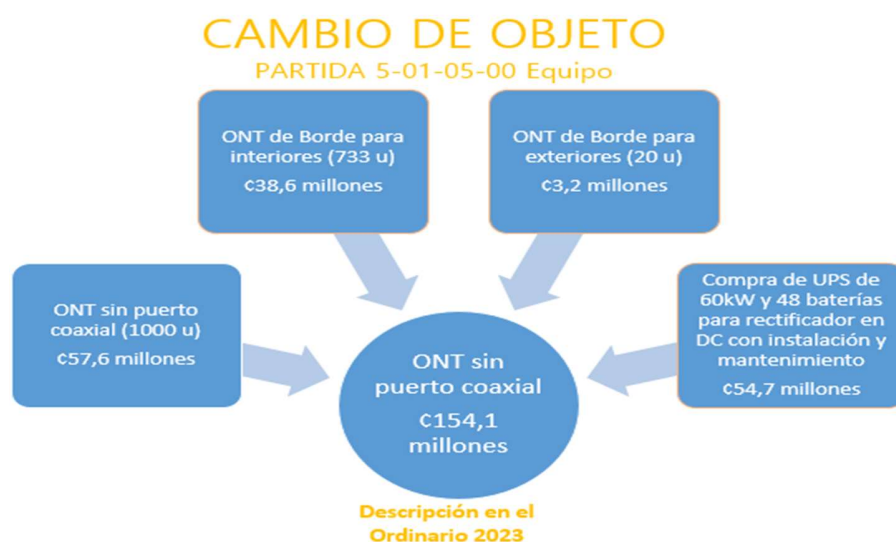 CAMBIO DE OBJETO
PARTIDA 5-01-05-00 Equipo
ONT de Borde para
interiores (733 u)
¢38,6 millones
ONT de Borde para
exteriores (20 u)
¢3,2 millones
ONT sin puerto
coaxial (1000 u)
¢57,6 millones
Compra de UPS de
60kW y 48 baterías
para rectificador en
DC con instalación y
mantenimiento
¢54,7 millones
ONT sin
puerto coaxial
¢154,1
millones
Descripción en el
Ordinario 2023